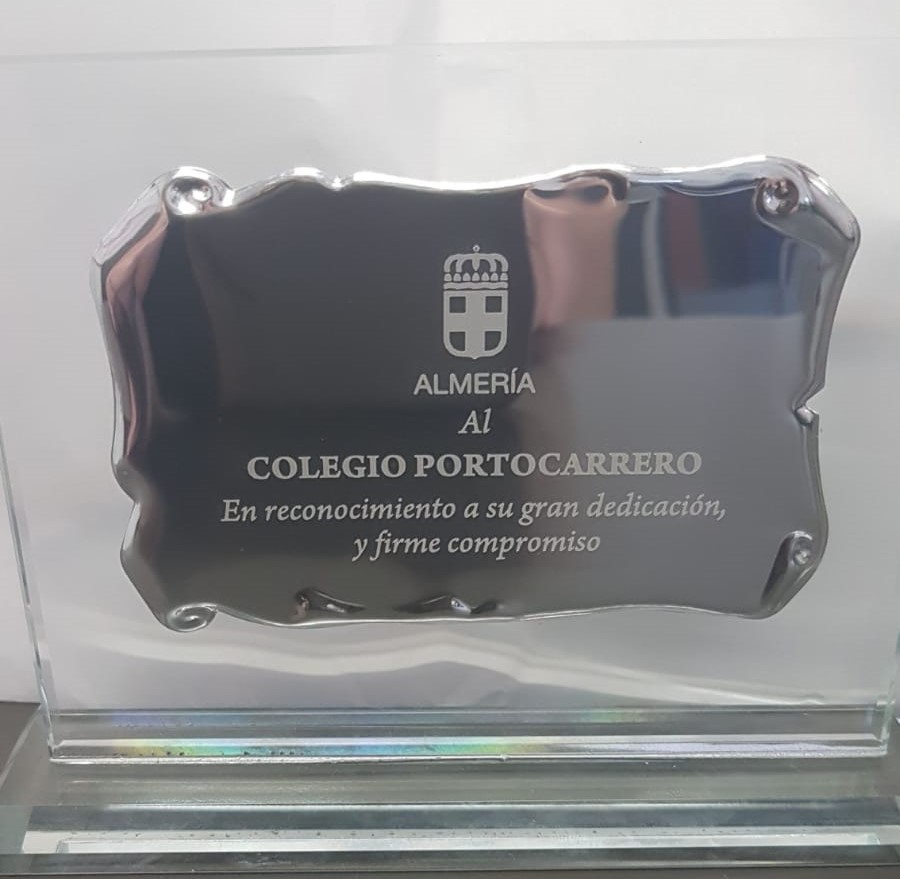 ALMERÍA
Al
COLEGIO PORTOCARRERO
En reconocimiento a su gran dedicación,
y firme compromiso